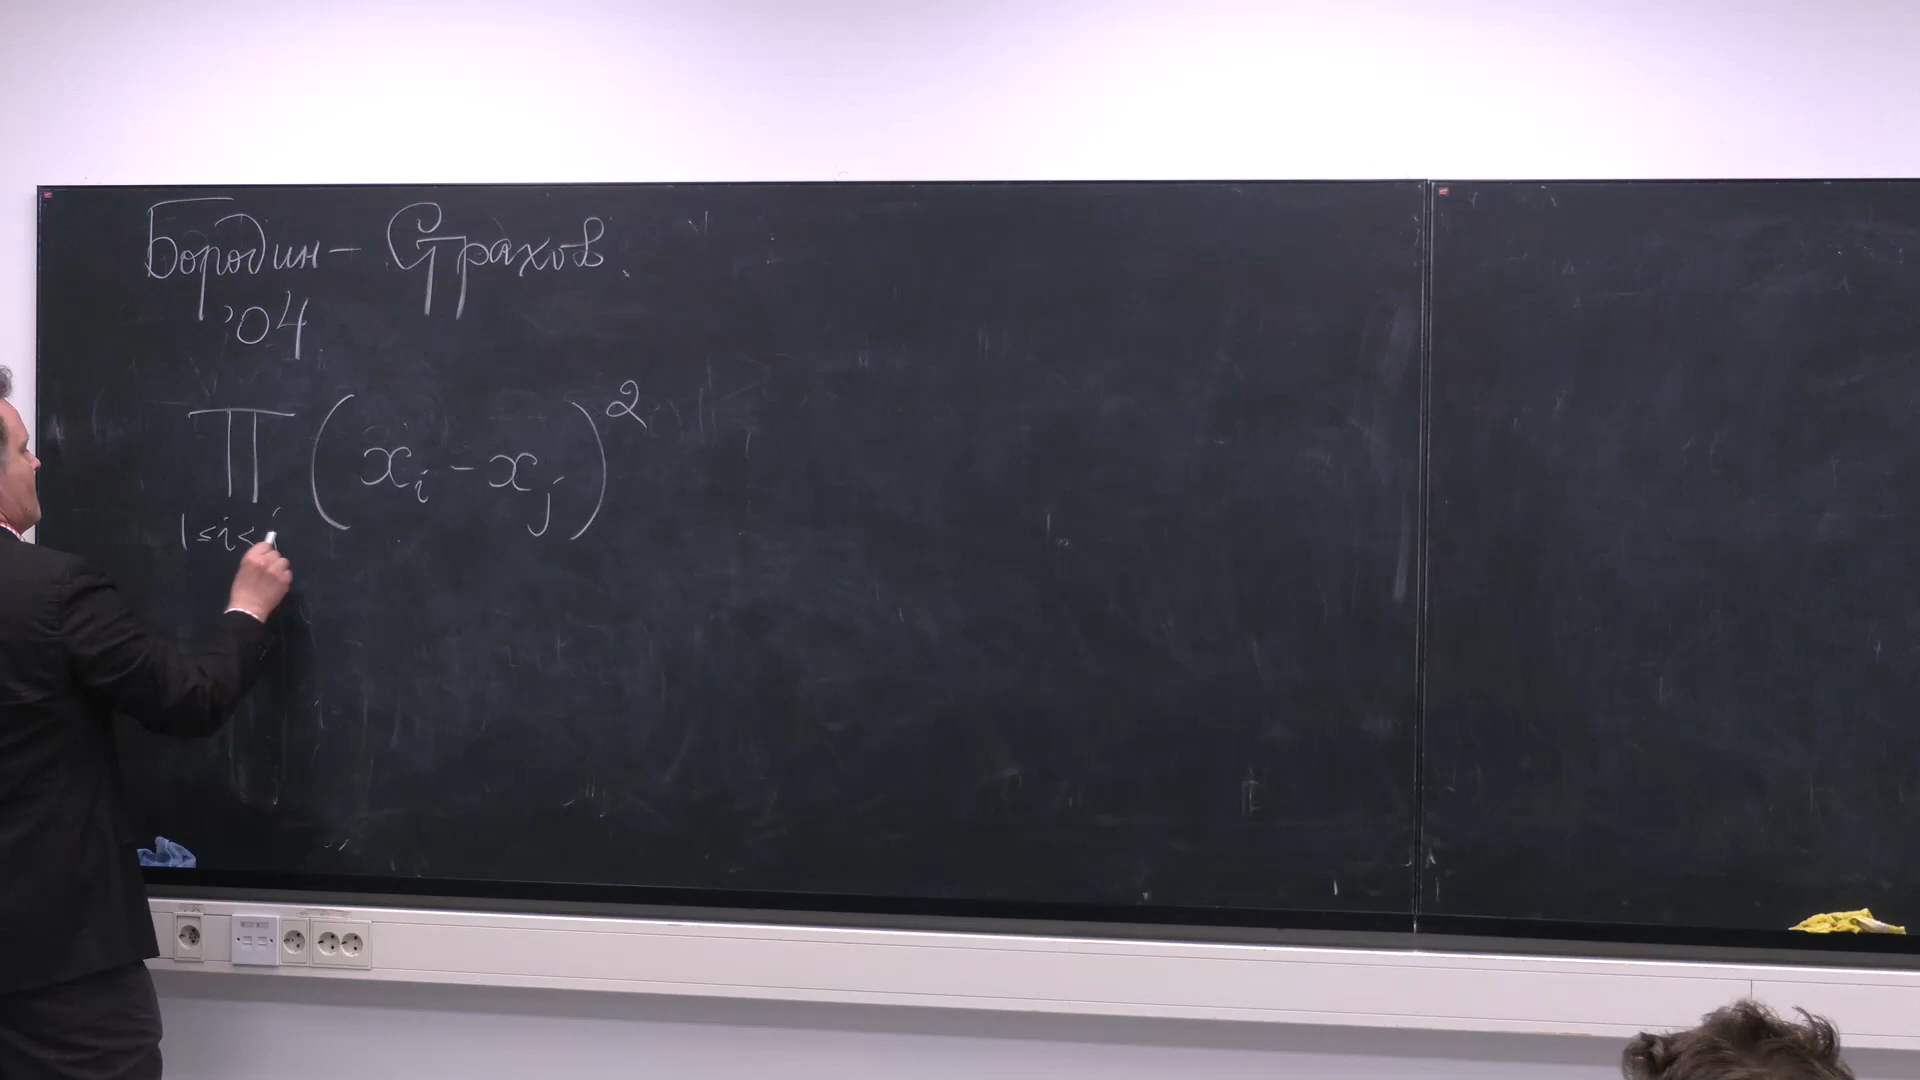 Бородин – Страхов.
'04
∏ (x_i - x_j)^2
1≤i<j